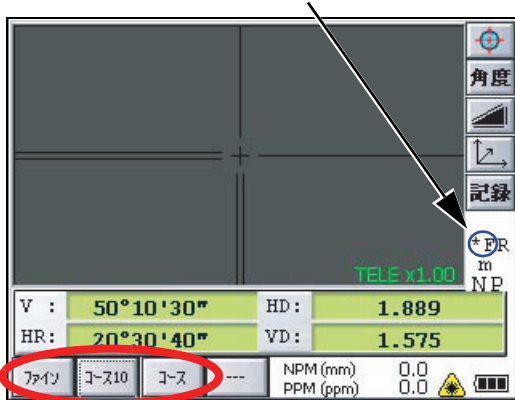 角度
記録
*FR
m
NP
TELE x1.00
V : 50°10'30" HD: 1.889
HR: 20°30'40" VD: 1.575
ファイン コース10 コース --- NPM (mm) 0.0
PPM (ppm) 0.0